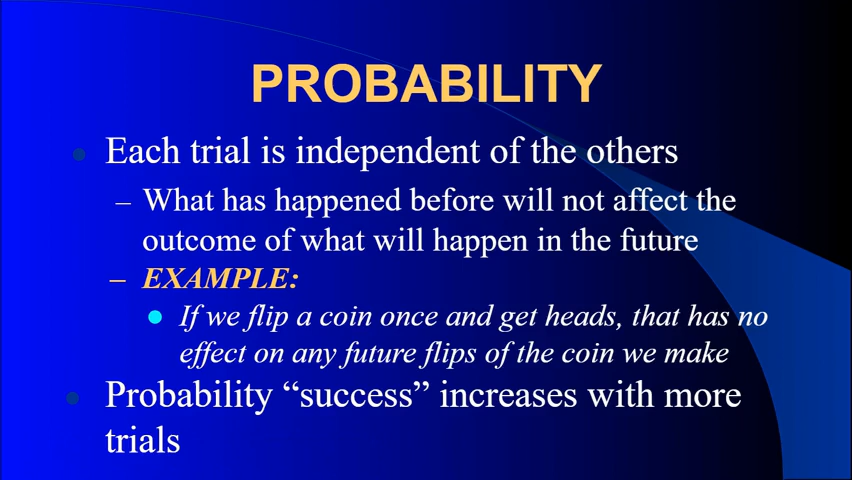 PROBABILITY
Each trial is independent of the others
– What has happened before will not affect the
outcome of what will happen in the future
– EXAMPLE:
If we flip a coin once and get heads, that has no
effect on any future flips of the coin we make
Probability “success” increases with more
trials